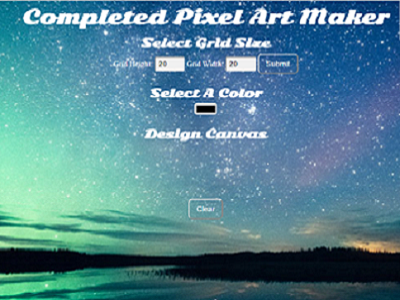 Completed Pixel Art Maker
Select Grid Size
Grid Height: 20 Grid Width: 20 Submit
Select A Color
Design Canvas
Clear